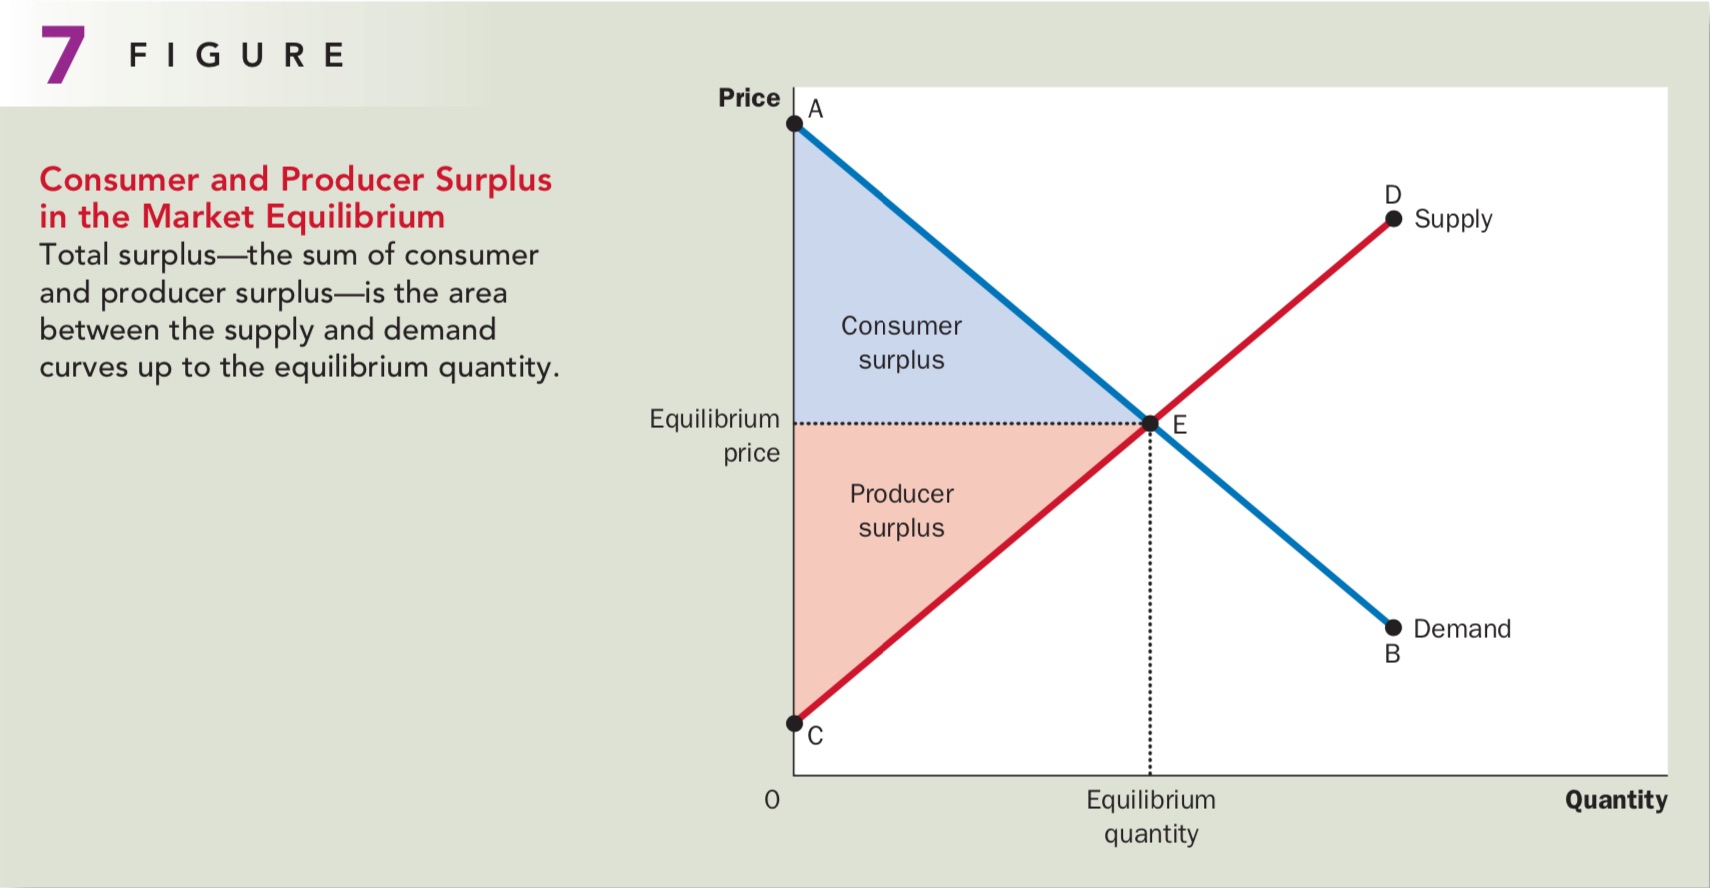 7 FIGURE
Consumer and Producer Surplus
in the Market Equilibrium
Total surplus—the sum of consumer
and producer surplus—is the area
between the supply and demand
curves up to the equilibrium quantity.
Price
A
D
Supply
Consumer
surplus
Equilibrium
price
E
Producer
surplus
Demand
B
C
0
Equilibrium
quantity
Quantity